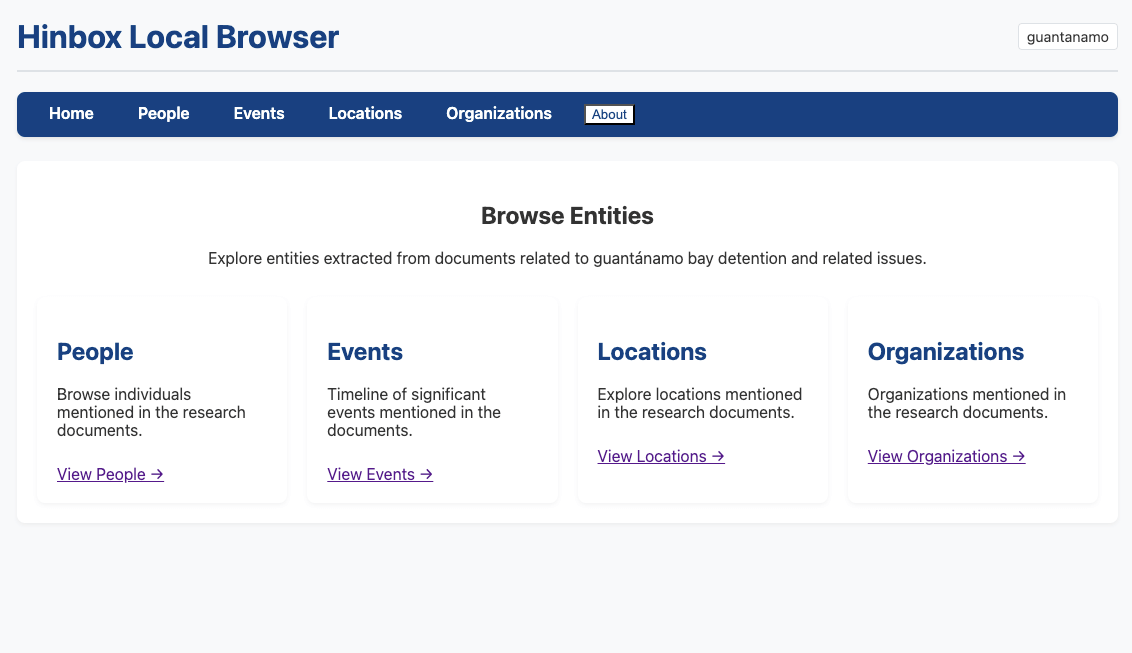 Hinbox Local Browser
guantanamo
Home People Events Locations Organizations About
Browse Entities
Explore entities extracted from documents related to guantánamo bay detention and related issues.
People
Browse individuals
mentioned in the research
documents.
View People →
Events
Timeline of significant
events mentioned in the
documents.
View Events →
Locations
Explore locations mentioned
in the research documents.
View Locations →
Organizations
Organizations mentioned in
the research documents.
View Organizations →